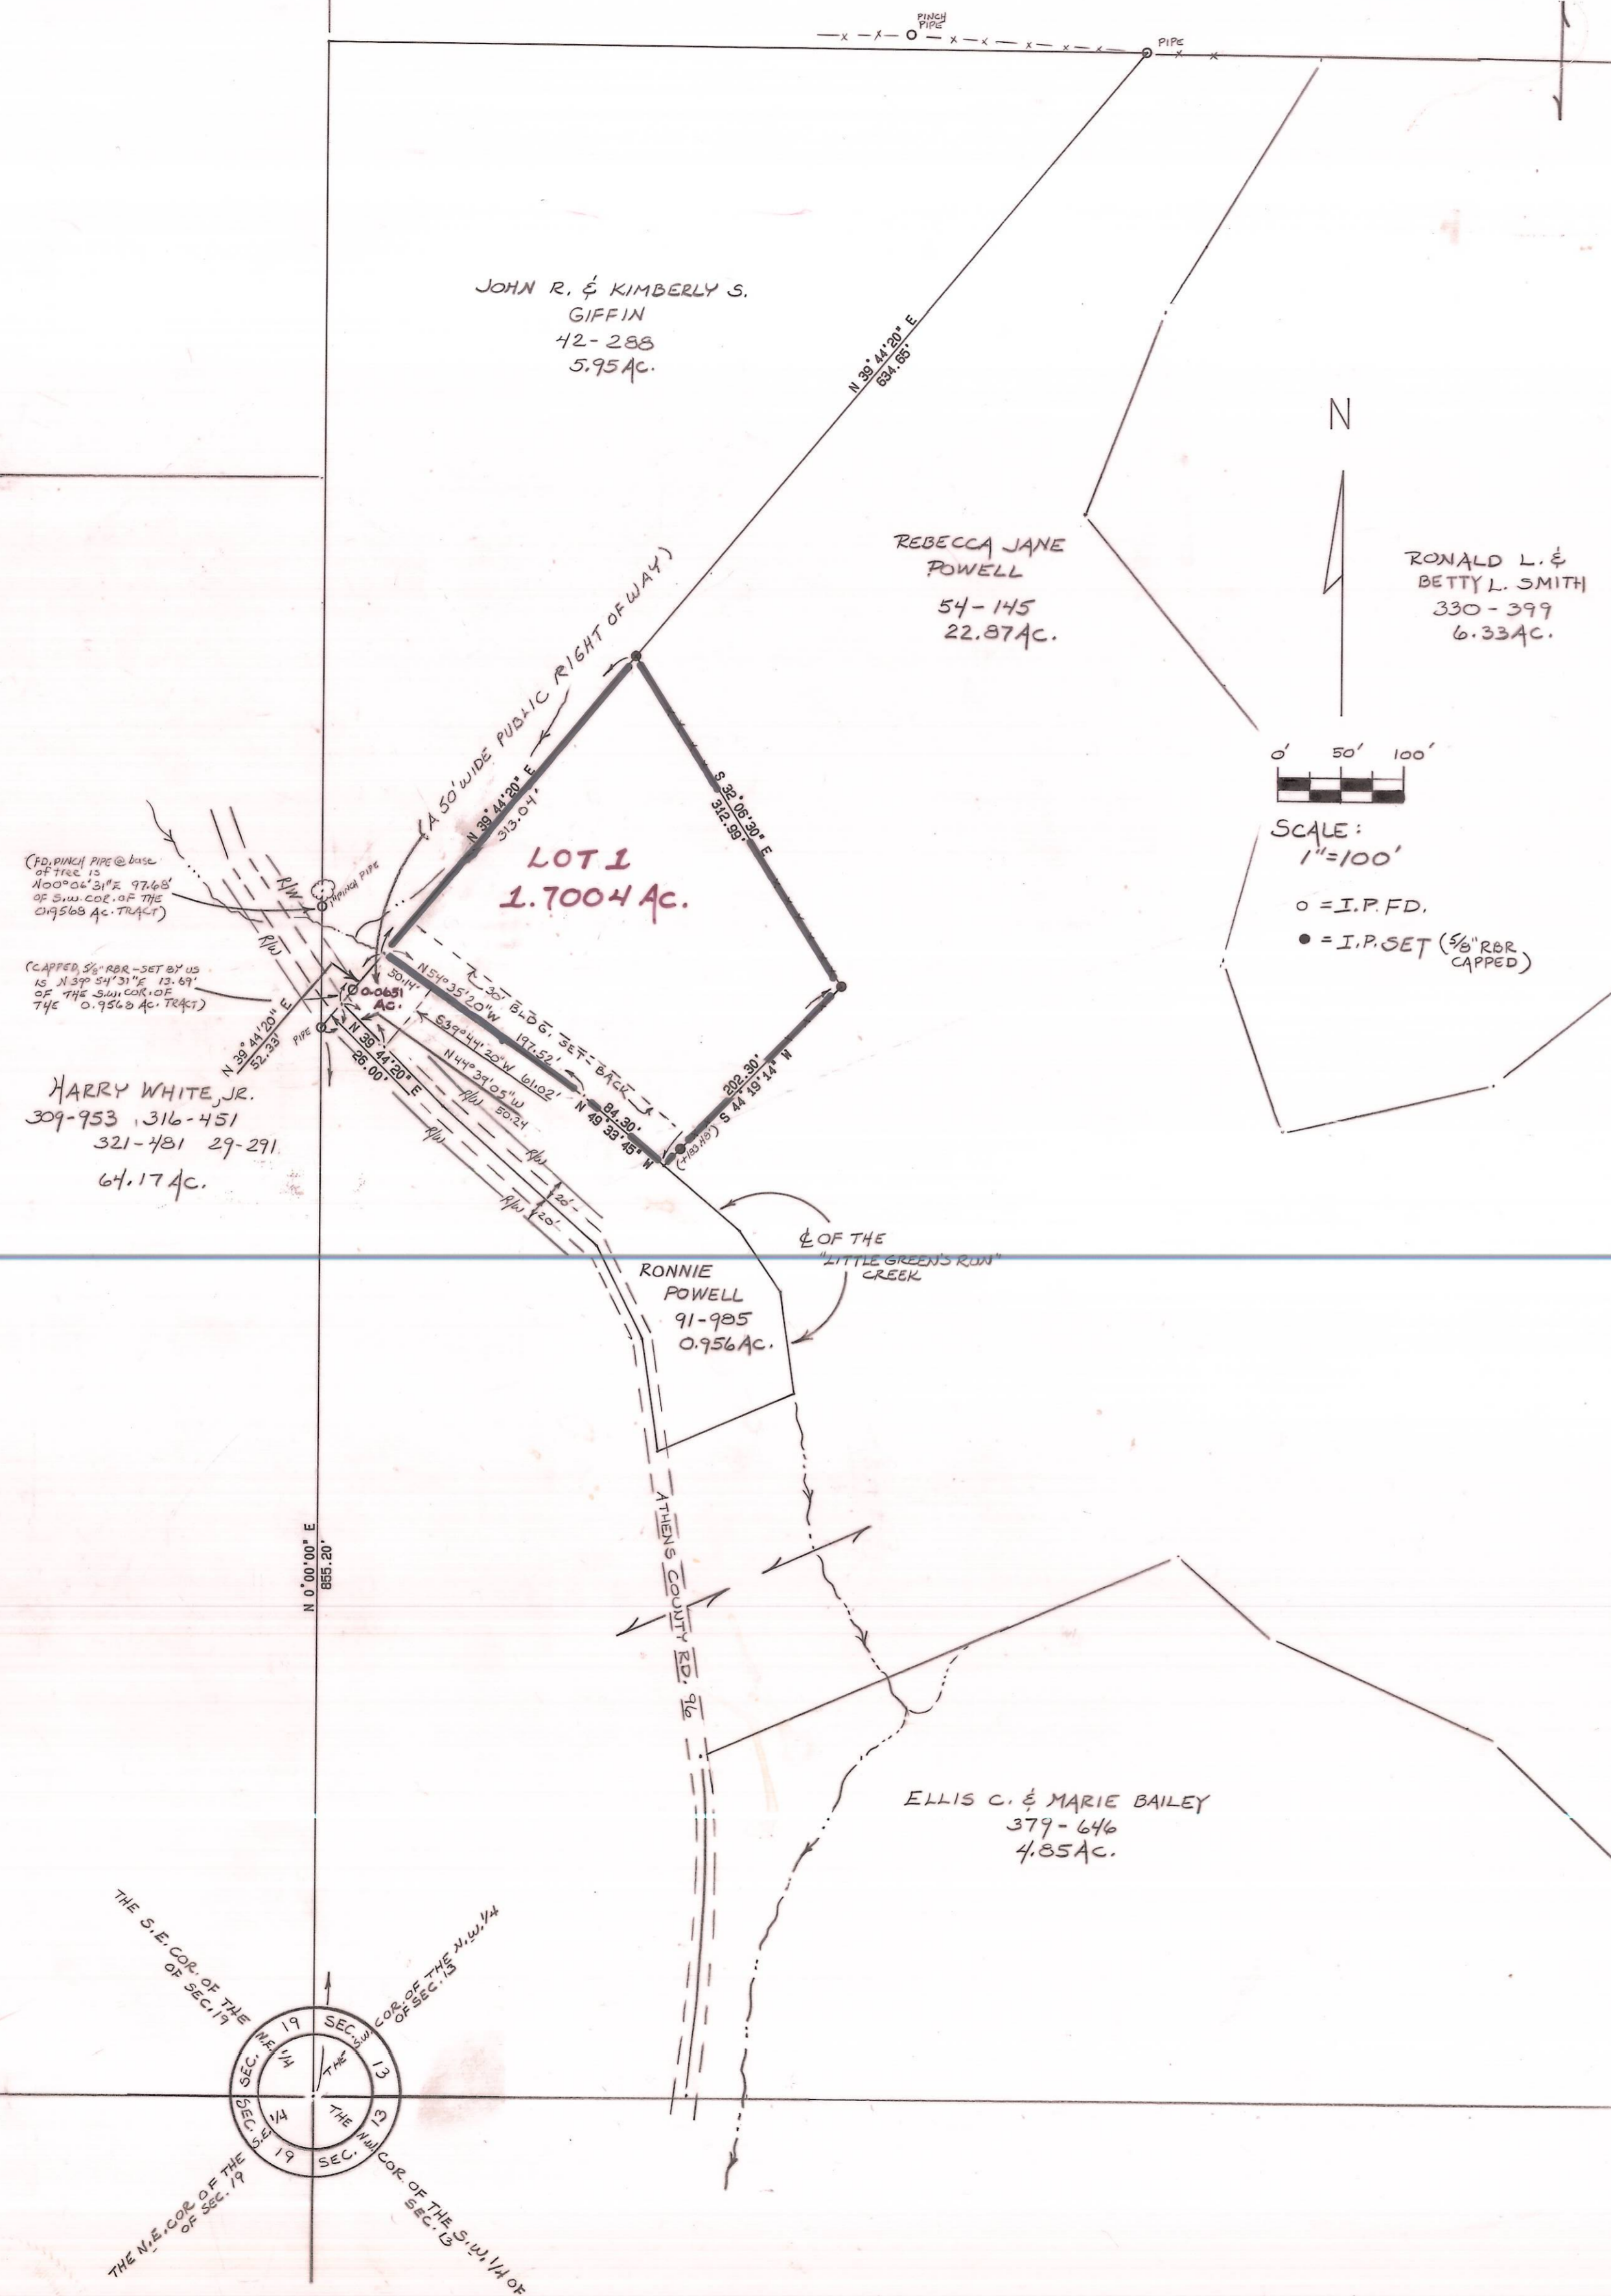 PINCH
PIPE
PIPE
JOHN R. & KIMBERLY S.
GIFFIN
42-288
5.95 AC.
N 39°44'20" E
634.65'
N
REBECCA JANE
POWELL
54-145
22.87 AC.
RONALD L. &
BETTY L. SMITH
330-399
6.33 AC.
(A 50' WIDE PUBLIC RIGHT OF WAY)
0' 50' 100'
SCALE:
1"=100'
○ = I.P. FD.
● = I.P. SET (5/8" RBR
CAPPED)
N 39°44'20" E
313.04'
S 32°06'30" E
312.99'
LOT 1
1.7004 AC.
(FD. PINCH PIPE @ base
of tree is
N00°06'31"E 97.68'
OF S.W. COR. OF THE
0.9568 AC. TRACT)
PINCH PIPE
R/W
R/W
(CAPPED, 5/8" RBR-SET BY US
IS N 39° 54'31"E 13.69'
OF THE S.W. COR. OF
THE 0.9568 AC. TRACT)
0.0651
AC.
50.14'
N 54°35'20" W
197.52'
30' BLDG. SET-BACK
S39°44'20"W 61.02'
N 44°39'05"W
50.24
R/W
PIPE
N 39°44'20" E
52.33'
N 39°44'20" E
26.00'
84.30'
N 49°33'45" W
202.30'
S 44°19'14" W
(+183.48')
HARRY WHITE, JR.
309-953, 316-451
321-481 29-291
64.17 AC.
R/W
R/W
R/W
20'
20'
℄ OF THE
"LITTLE GREEN'S RUN"
CREEK
RONNIE
POWELL
91-985
0.956 AC.
ATHENS COUNTY RD. 96
N 0°00'00" E
855.20'
ELLIS C. & MARIE BAILEY
379-646
4.85 AC.
THE S.E. COR. OF THE N.E. 1/4
OF SEC. 19
THE S.W. COR. OF THE N.W. 1/4
OF SEC. 13
SEC. 19
SEC. 13
SEC. 19
SEC. 13
THE N.E. COR. OF THE S.E. 1/4
OF SEC. 19
THE N.W. COR. OF THE S.W. 1/4 OF
SEC. 13